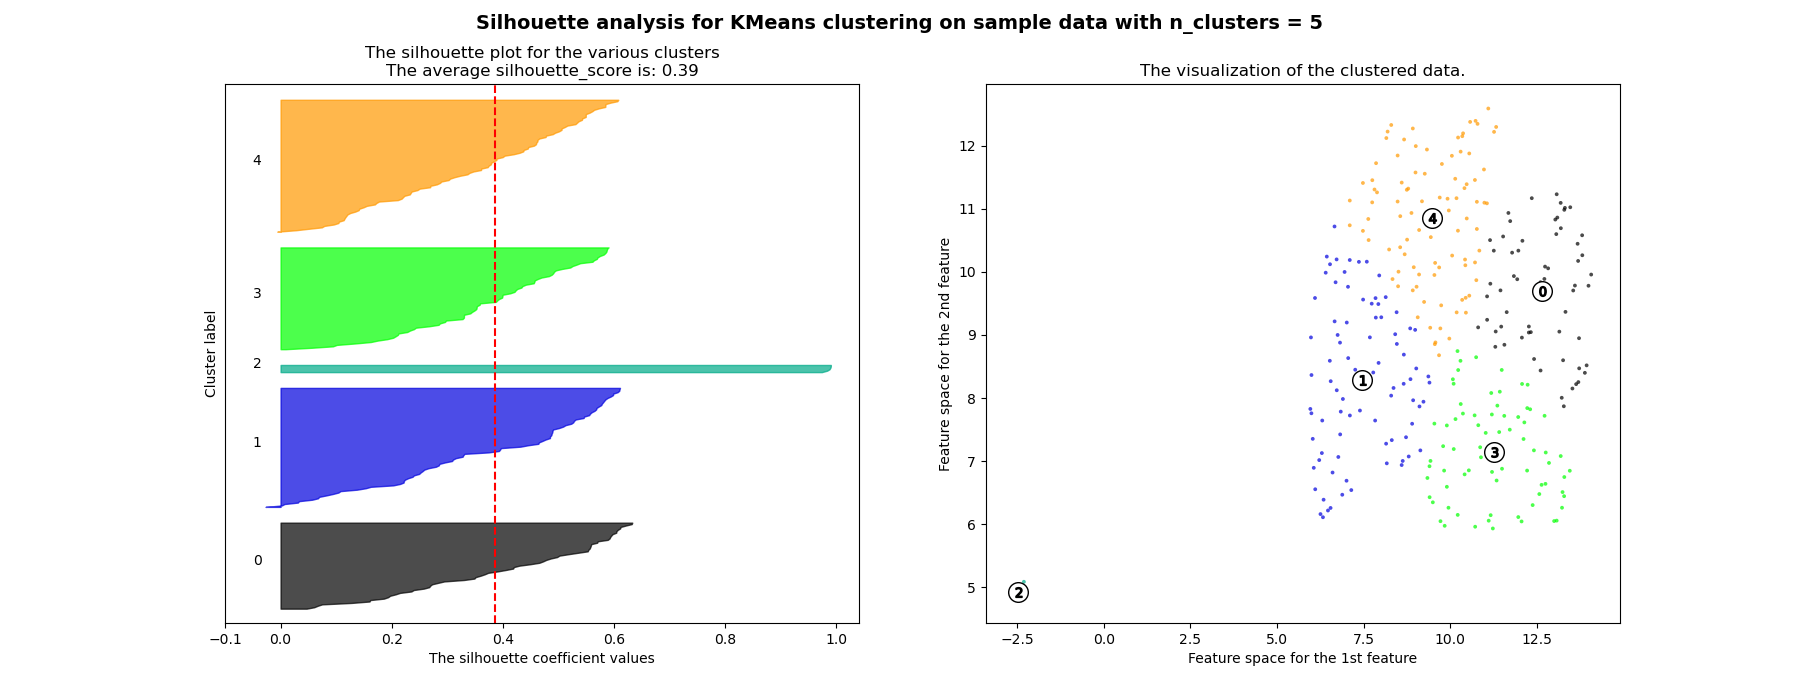 Silhouette analysis for KMeans clustering on sample data with n_clusters = 5
The silhouette plot for the various clusters
The average silhouette_score is: 0.39
4
3
2
1
0
Cluster label
−0.1 0.0 0.2 0.4 0.6 0.8 1.0
The silhouette coefficient values
The visualization of the clustered data.
12
11
10
9
8
7
6
5
Feature space for the 2nd feature
4
0
1
3
2
−2.5 0.0 2.5 5.0 7.5 10.0 12.5
Feature space for the 1st feature